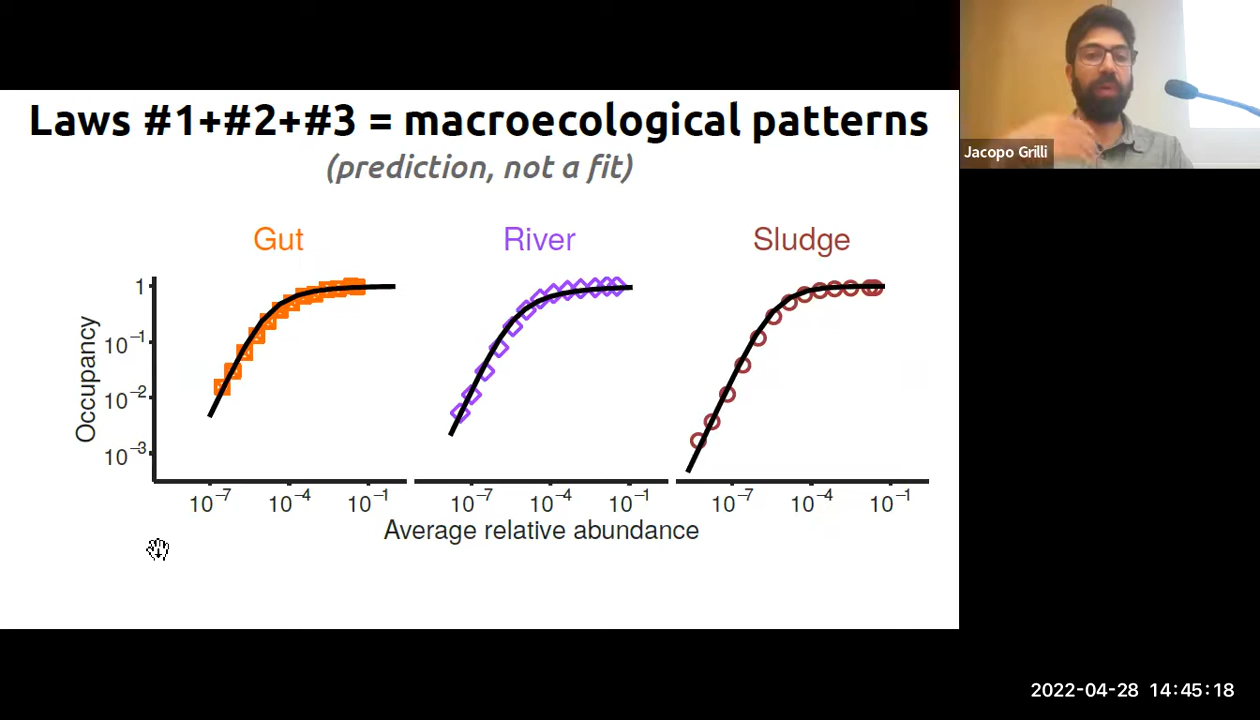 Laws #1+#2+#3 = macroecological patterns
(prediction, not a fit)
Jacopo Grilli
Gut River Sludge
Occupancy
1
10⁻¹
10⁻²
10⁻³
10⁻⁷ 10⁻⁴ 10⁻¹ 10⁻⁷ 10⁻⁴ 10⁻¹ 10⁻⁷ 10⁻⁴ 10⁻¹
Average relative abundance
2022-04-28 14:45:18